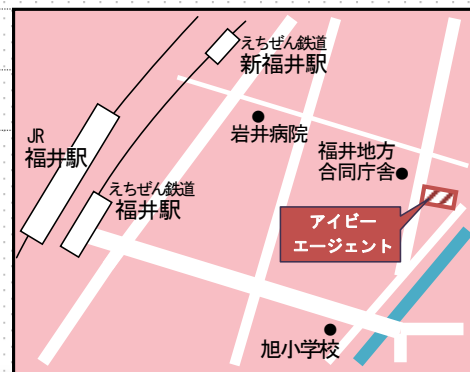 えちぜん鉄道
新福井駅
岩井病院
JR
福井駅
福井地方
合同庁舎
えちぜん鉄道
福井駅
アイビー
エージェント
旭小学校